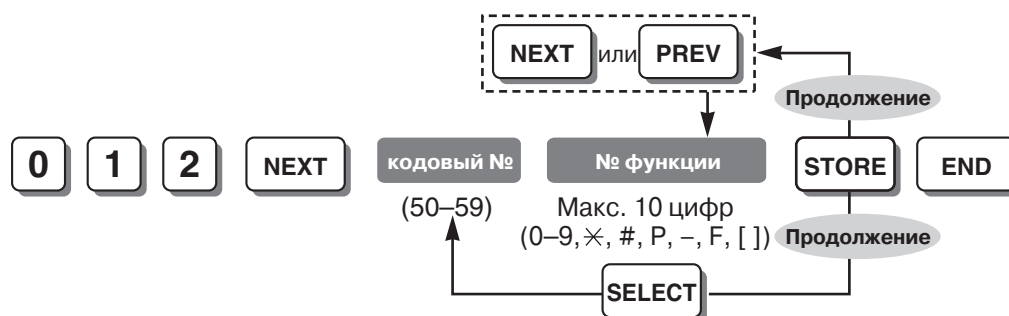 NEXT или PREV
Продолжение
0 1 2 NEXT кодовый № № функции STORE END
(50–59) Макс. 10 цифр
(0–9, ✳, #, P, –, F, [ ]) Продолжение
SELECT